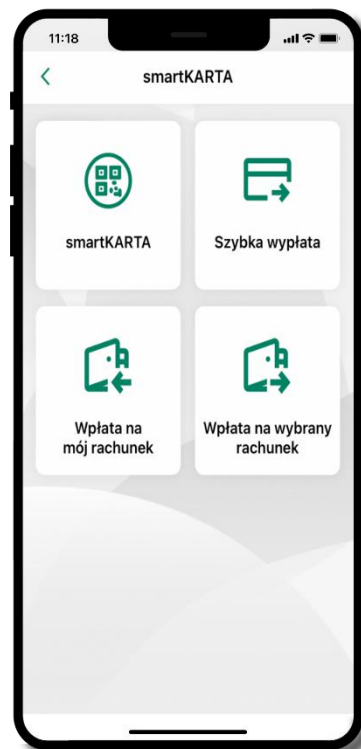 11:18
smartKARTA
smartKARTA
Szybka wypłata
Wpłata na
mój rachunek
Wpłata na wybrany
rachunek